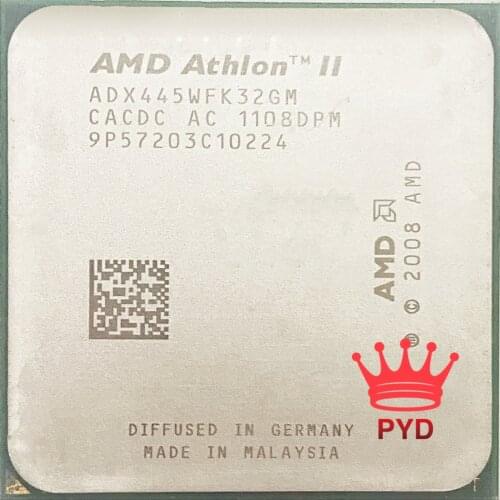 AMD Athlon™ II
ADX445WFK32GM
CACDC AC 1108DPM
9P57203C10224
AMD
© 2008 AMD
DIFFUSED IN GERMANY
MADE IN MALAYSIA
PYD